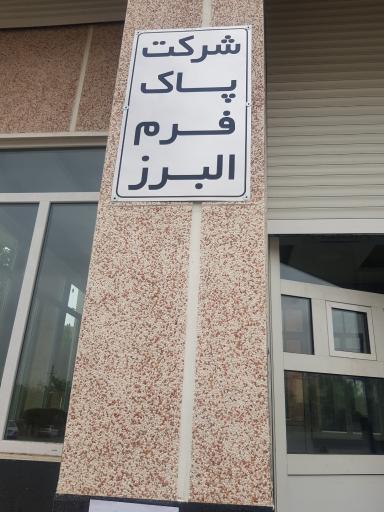 شرکت
پاک
فرم
البرز